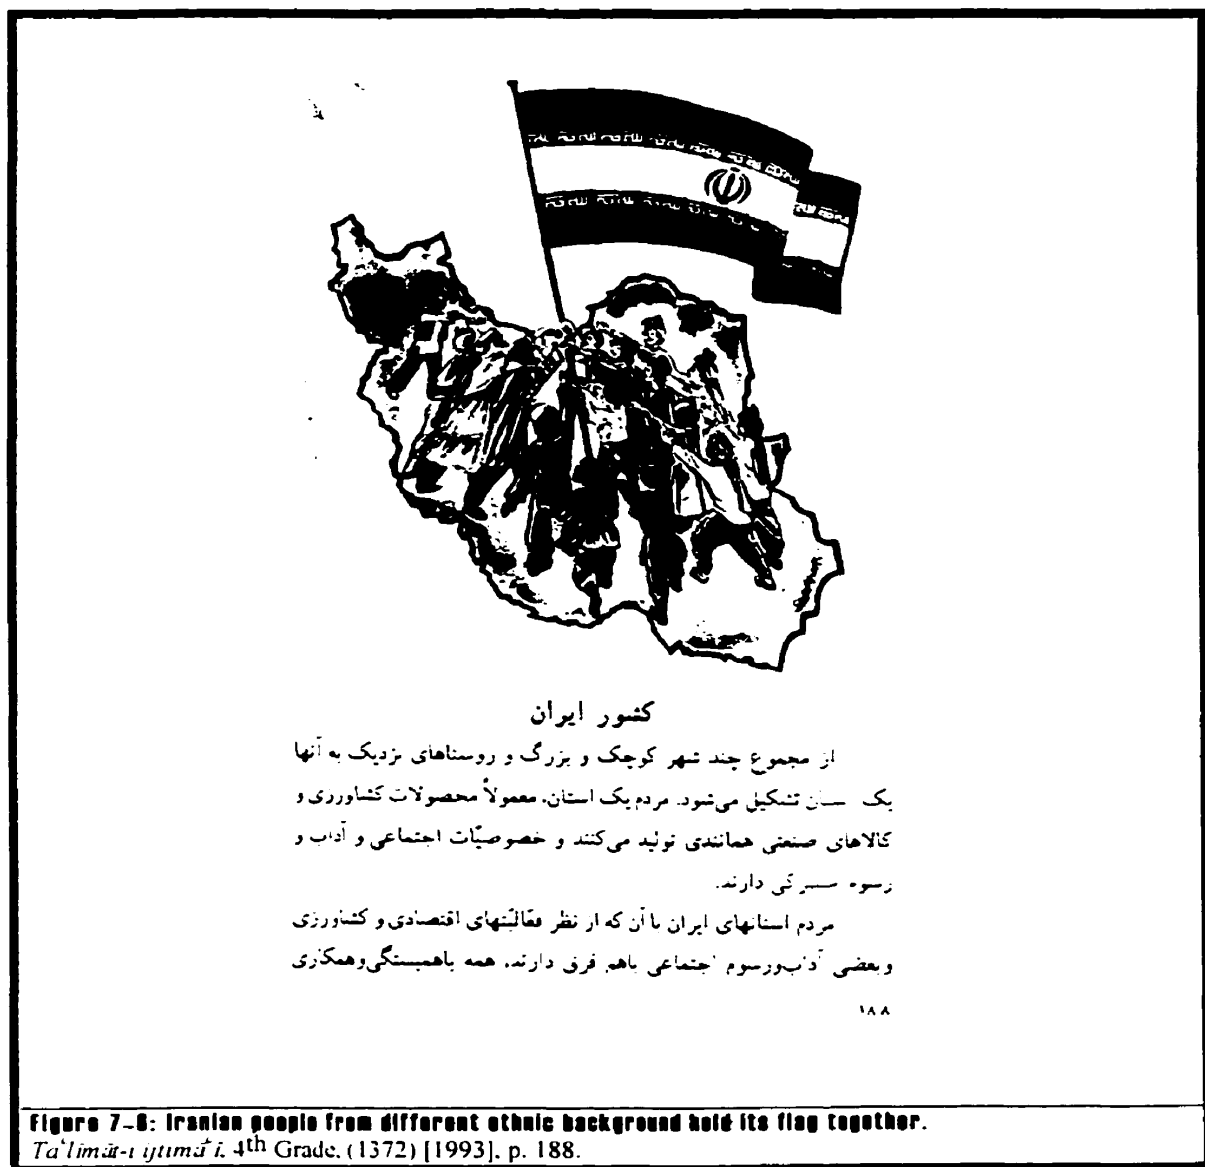 کشور ایران
از مجموع چند شهر کوچک و بزرگ و روستاهای نزدیک به آنها
یک استان تشکیل می‌شود. مردم یک استان، معمولاً محصولات کشاورزی و
کالاهای صنعتی همانندی تولید می‌کنند و خصوصیّات اجتماعی و آداب و
رسوم مشترکی دارند.
مردم استانهای ایران با آن که از نظر فعّالیّتهای اقتصادی و کشاورزی
وبعضی آداب‌ورسوم اجتماعی باهم فرق دارند، همه باهمبستگی‌وهمکاری
۱۸۸
Figure 7-8: Iranian people from different ethnic background hold its flag together.
Ta‘līmāt-i ijtimā‘ī, 4th Grade, (1372) [1993], p. 188.